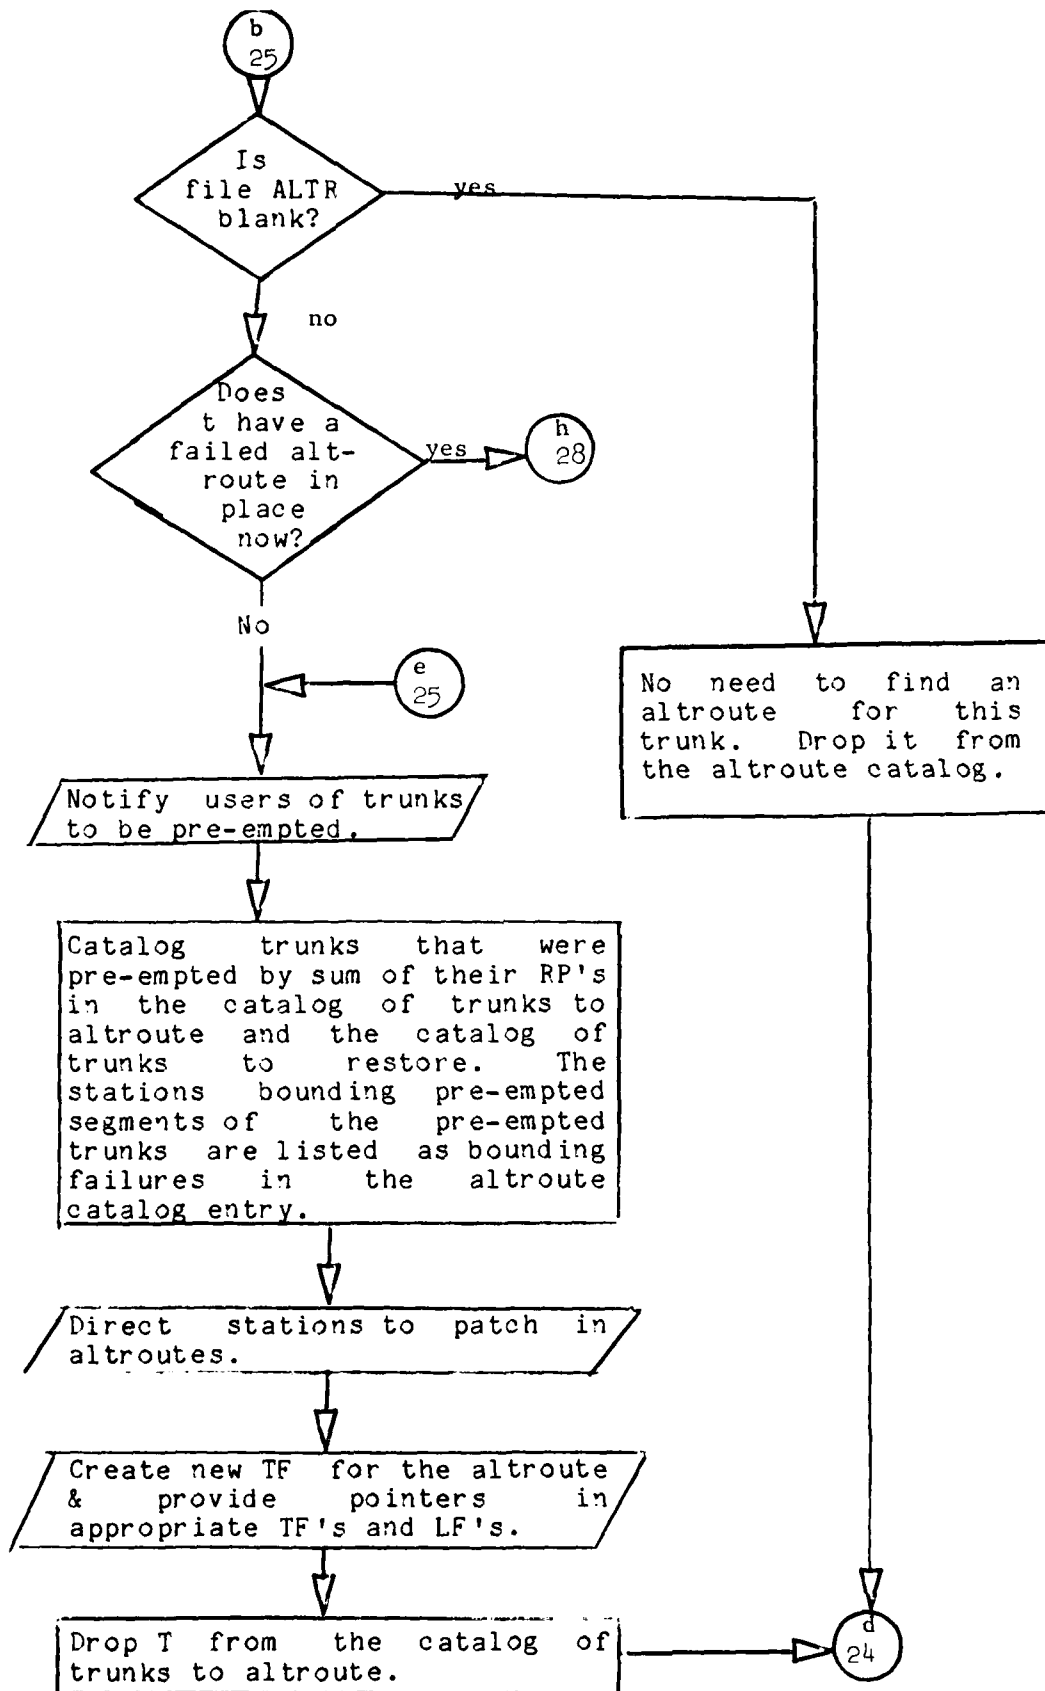 b
25
Is
file ALTR
blank?
yes
no
Does
t have a
failed alt-
route in
place
now?
yes
h
28
No
e
25
No need to find an
altroute for this
trunk. Drop it from
the altroute catalog.
Notify users of trunks
to be pre-empted.
Catalog trunks that were
pre-empted by sum of their RP's
in the catalog of trunks to
altroute and the catalog of
trunks to restore. The
stations bounding pre-empted
segments of the pre-empted
trunks are listed as bounding
failures in the altroute
catalog entry.
Direct stations to patch in
altroutes.
Create new TF for the altroute
& provide pointers in
appropriate TF's and LF's.
Drop T from the catalog of
trunks to altroute.
d
24